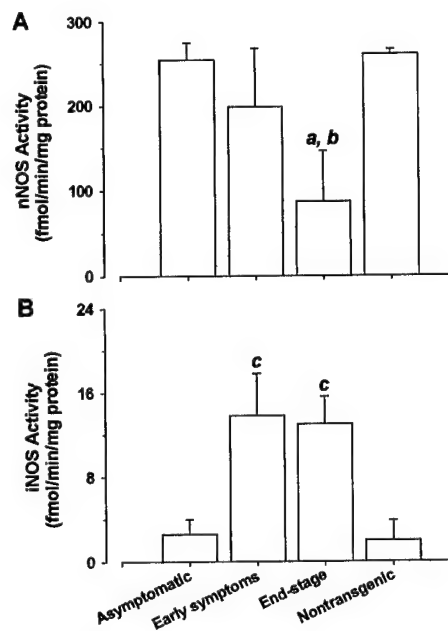 A
nNOS Activity
(fmol/min/mg protein)
300
200
100
0
a, b
B
iNOS Activity
(fmol/min/mg protein)
24
16
8
0
c
c
Asymptomatic
Early symptoms
End-stage
Nontransgenic